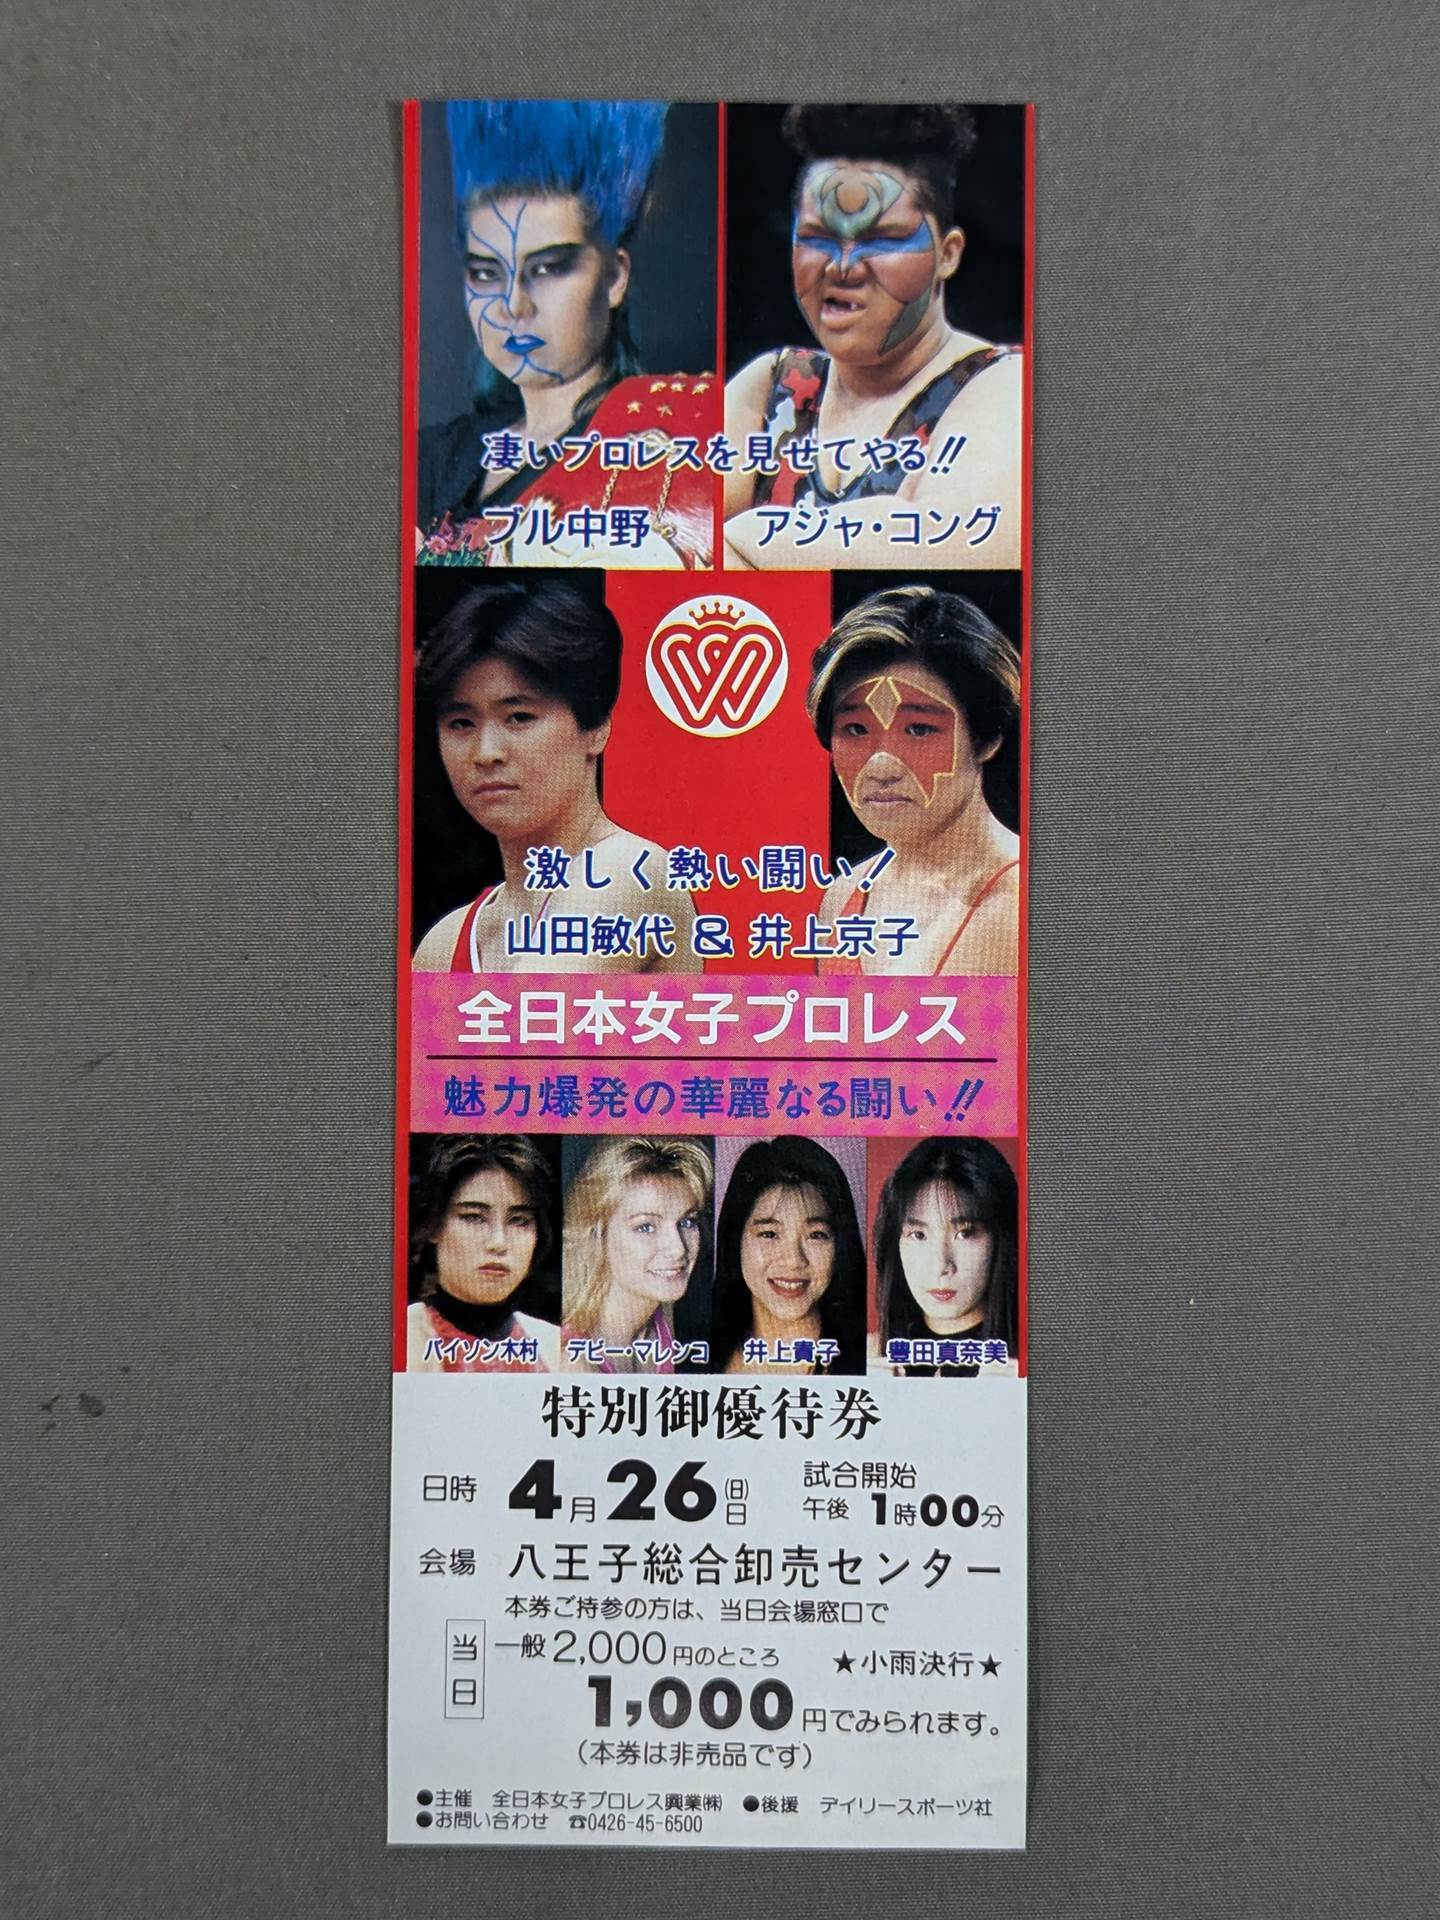 凄いプロレスを見せてやる!!
ブル中野 アジャ・コング
激しく熱い闘い!
山田敏代 & 井上京子
全日本女子プロレス
魅力爆発の華麗なる闘い!!
バイソン木村 デビー・マレンコ 井上貴子 豊田真奈美
特別御優待券
日時 4月26日(日) 試合開始 午後1時00分
会場 八王子総合卸売センター
本券ご持参の方は、当日会場窓口で
当日 一般2,000円のところ ★小雨決行★
1,000円でみられます。
(本券は非売品です)
●主催 全日本女子プロレス興業㈱ ●後援 デイリースポーツ社
●お問い合わせ ☎0426-45-6500